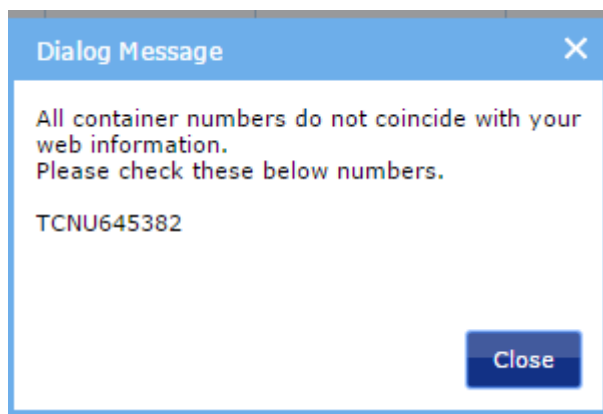 Dialog Message
All container numbers do not coincide with your
web information.
Please check these below numbers.
TCNU645382
Close